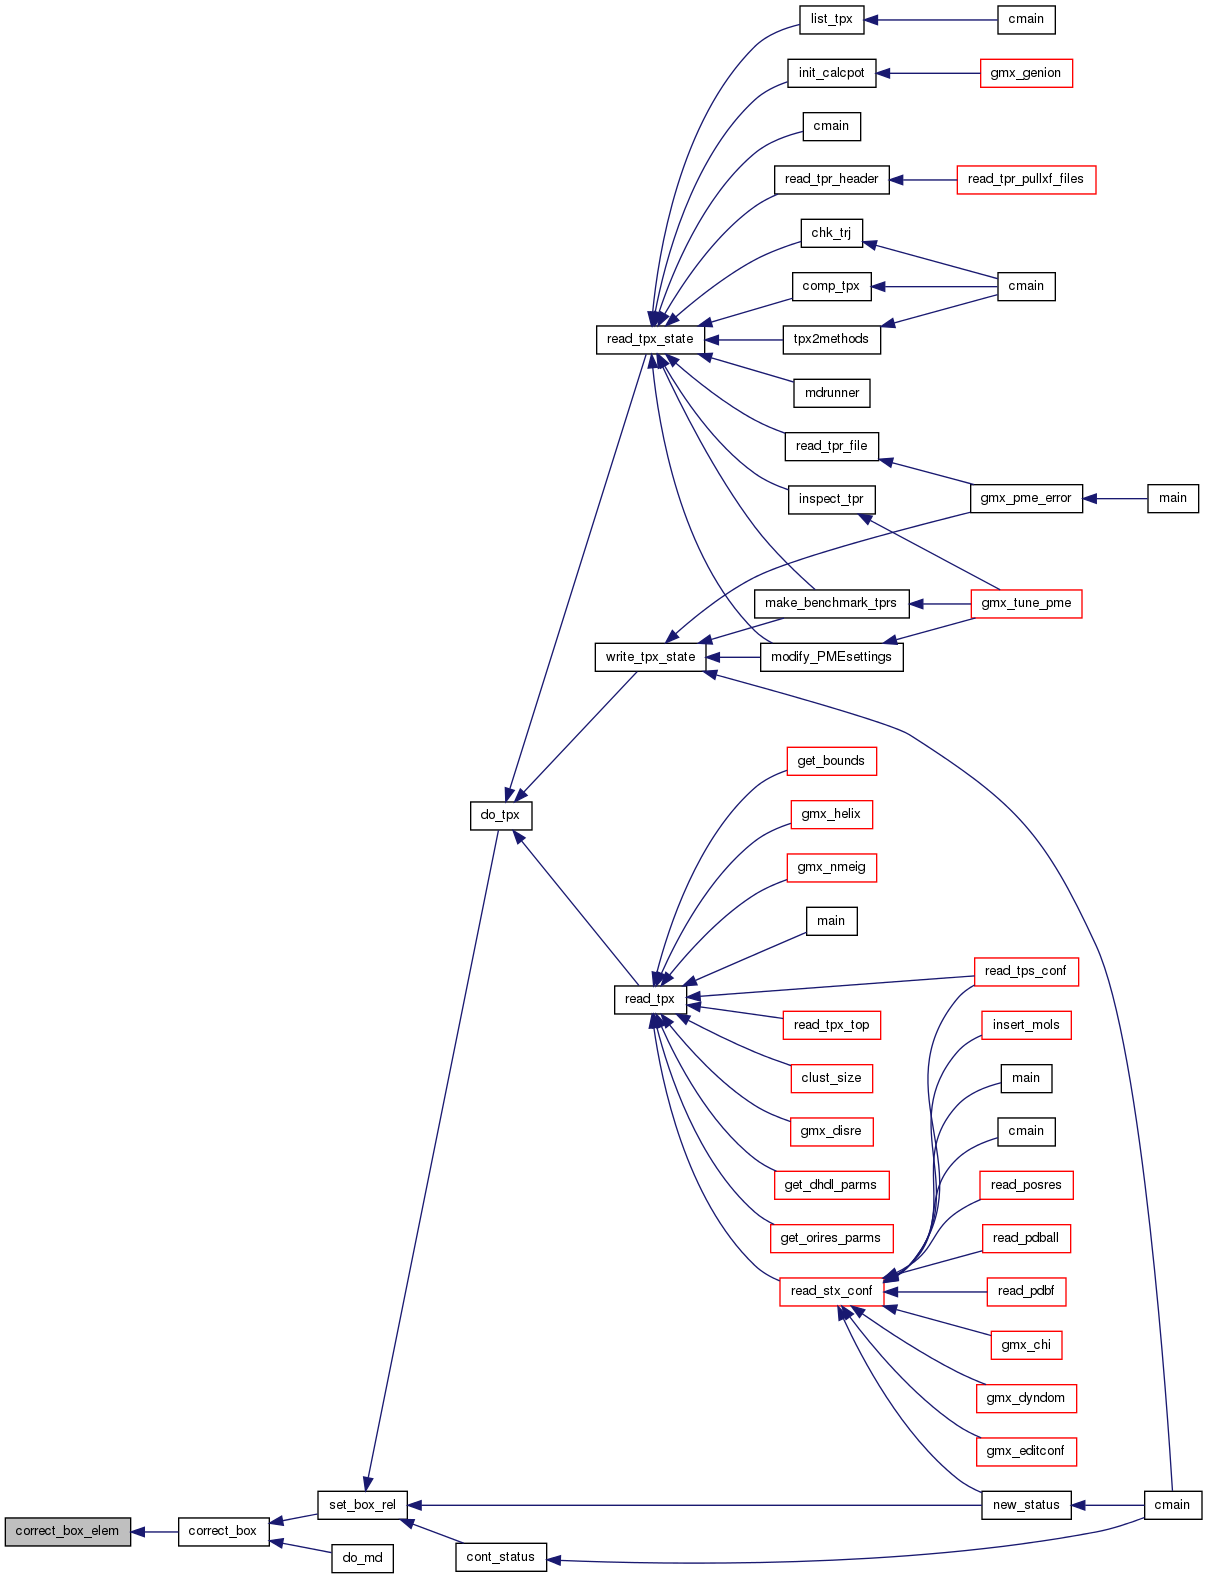 list_tpx
cmain
init_calcpot
gmx_genion
cmain
read_tpr_header
read_tpr_pullxf_files
chk_trj
comp_tpx
cmain
read_tpx_state
tpx2methods
mdrunner
read_tpr_file
inspect_tpr
gmx_pme_error
main
make_benchmark_tprs
gmx_tune_pme
write_tpx_state
modify_PMEsettings
get_bounds
do_tpx
gmx_helix
gmx_nmeig
main
read_tps_conf
read_tpx
read_tpx_top
insert_mols
clust_size
main
gmx_disre
cmain
get_dhdl_parms
read_posres
get_orires_parms
read_pdball
read_stx_conf
read_pdbf
gmx_chi
gmx_dyndom
gmx_editconf
set_box_rel
new_status
cmain
correct_box_elem
correct_box
do_md
cont_status